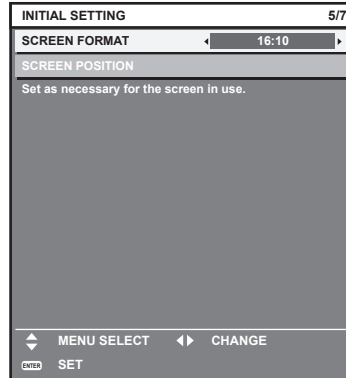 INITIAL SETTING 5/7
SCREEN FORMAT 16:10
SCREEN POSITION
Set as necessary for the screen in use.
MENU SELECT CHANGE
ENTER SET